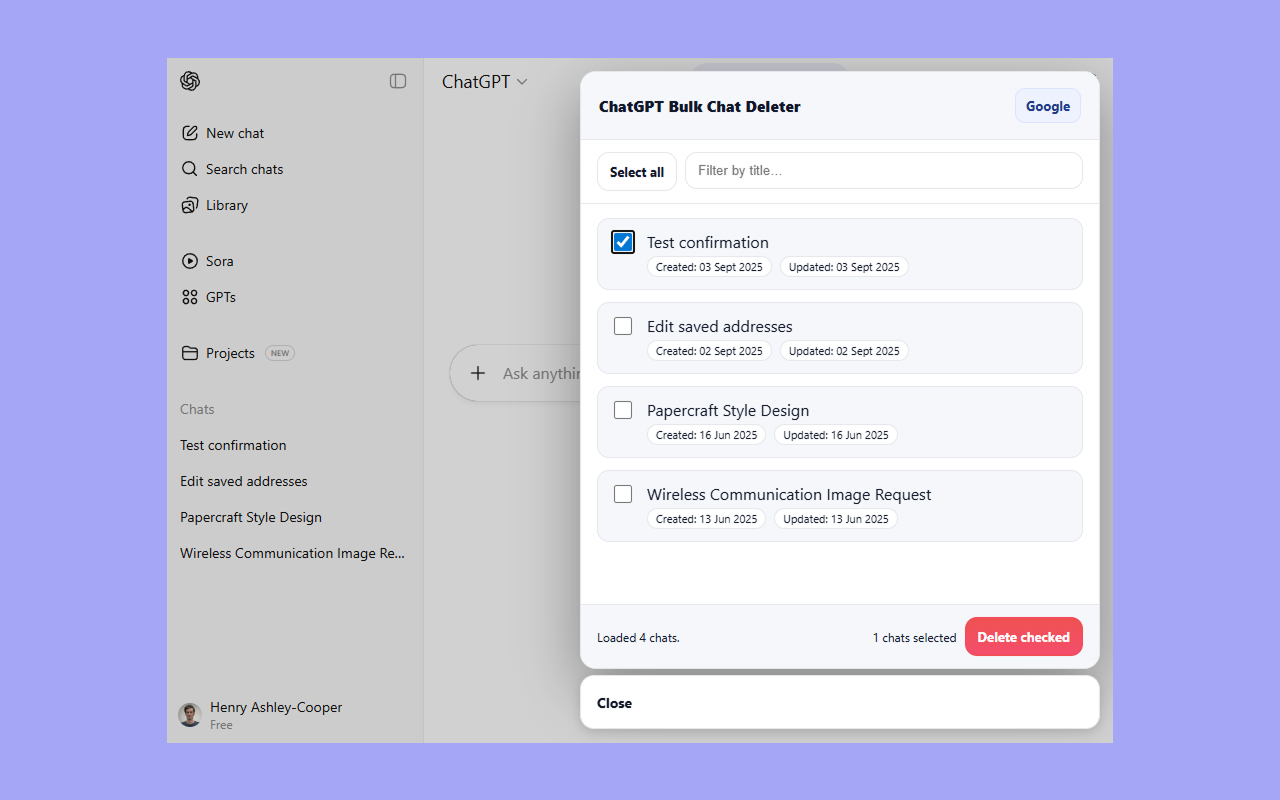 ChatGPT
New chat
Search chats
Library
Sora
GPTs
Projects NEW
Chats
Test confirmation
Edit saved addresses
Papercraft Style Design
Wireless Communication Image Re...
Henry Ashley-Cooper
Free
Ask anythin
ChatGPT Bulk Chat Deleter
Google
Select all
Filter by title...
Test confirmation
Created: 03 Sept 2025 Updated: 03 Sept 2025
Edit saved addresses
Created: 02 Sept 2025 Updated: 02 Sept 2025
Papercraft Style Design
Created: 16 Jun 2025 Updated: 16 Jun 2025
Wireless Communication Image Request
Created: 13 Jun 2025 Updated: 13 Jun 2025
Loaded 4 chats.
1 chats selected
Delete checked
Close